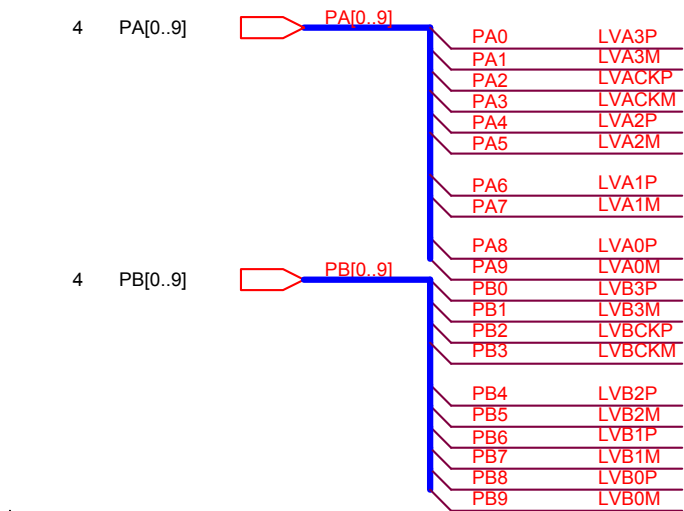 4 PA[0..9] PA[0..9]
PA0 LVA3P
PA1 LVA3M
PA2 LVACKP
PA3 LVACKM
PA4 LVA2P
PA5 LVA2M
PA6 LVA1P
PA7 LVA1M
PA8 LVA0P
PA9 LVA0M
4 PB[0..9] PB[0..9]
PB0 LVB3P
PB1 LVB3M
PB2 LVBCKP
PB3 LVBCKM
PB4 LVB2P
PB5 LVB2M
PB6 LVB1P
PB7 LVB1M
PB8 LVB0P
PB9 LVB0M